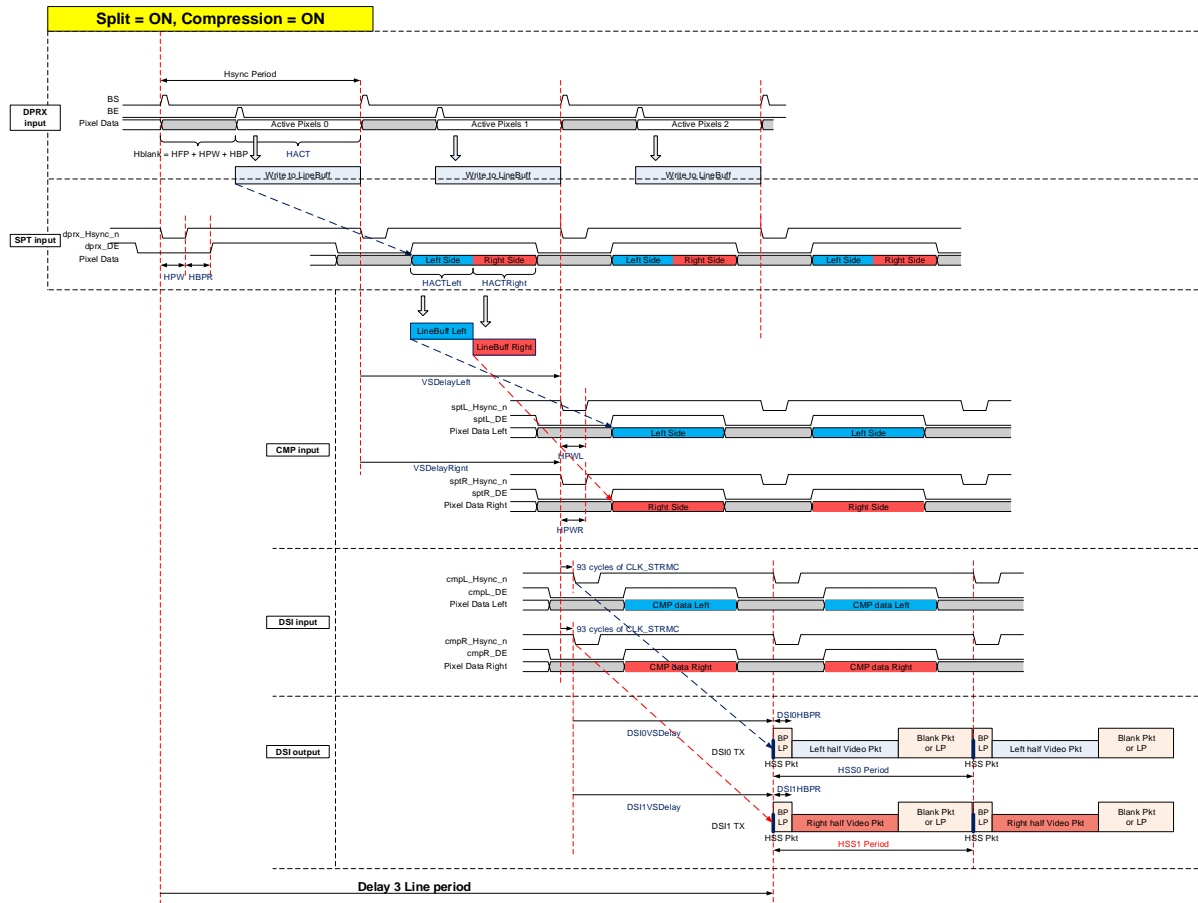 Split = ON, Compression = ON
Hsync Period
BS
BE
DPRX
input
Pixel Data
Active Pixels 0
Active Pixels 1
Active Pixels 2
Hblank = HFP + HPW + HBP
HACT
Write to LineBuff
Write to LineBuff
Write to LineBuff
SPT input
dprx_Hsync_n
dprx_DE
Pixel Data
Left Side
Right Side
Left Side
Right Side
Left Side
Right Side
HPW
HBPR
HACTLeft
HACTRight
LineBuff Left
LineBuff Right
VSDelayLeft
CMP input
sptL_Hsync_n
sptL_DE
Pixel Data Left
Left Side
Left Side
HPWL
VSDelayRignt
sptR_Hsync_n
sptR_DE
Pixel Data Right
Right Side
Right Side
HPWR
DSI input
93 cycles of CLK_STRMC
cmpL_Hsync_n
cmpL_DE
Pixel Data Left
CMP data Left
CMP data Left
93 cycles of CLK_STRMC
cmpR_Hsync_n
cmpR_DE
Pixel Data Right
CMP data Right
CMP data Right
DSI output
DSI0HBPR
DSI0VSDelay
DSI0 TX
BP
LP
Left half Video Pkt
Blank Pkt
or LP
BP
LP
Left half Video Pkt
Blank Pkt
or LP
HSS Pkt
HSS Pkt
HSS0 Period
DSI1HBPR
DSI1VSDelay
DSI1 TX
BP
LP
Right half Video Pkt
Blank Pkt
or LP
BP
LP
Right half Video Pkt
Blank Pkt
or LP
HSS Pkt
HSS Pkt
HSS1 Period
Delay 3 Line period